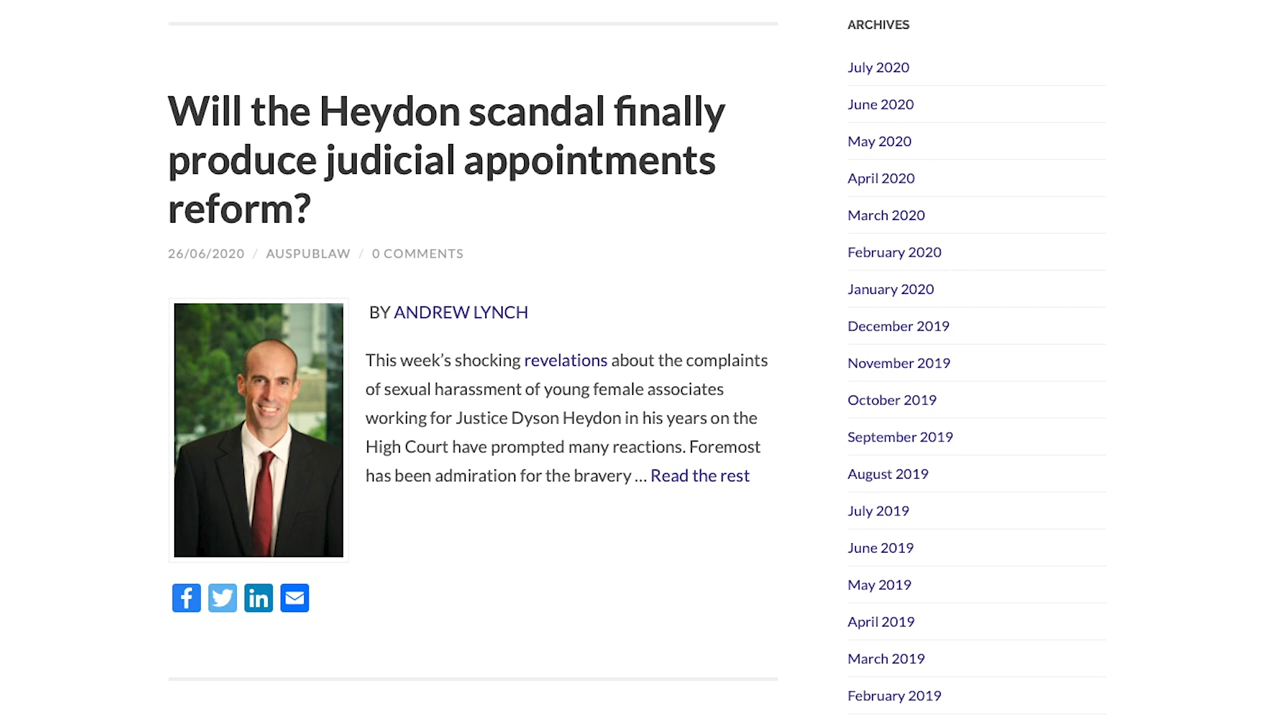 Will the Heydon scandal finally
produce judicial appointments
reform?
26/06/2020 / AUSPUBLAW / 0 COMMENTS
BY ANDREW LYNCH
This week’s shocking revelations about the complaints
of sexual harassment of young female associates
working for Justice Dyson Heydon in his years on the
High Court have prompted many reactions. Foremost
has been admiration for the bravery ... Read the rest
ARCHIVES
July 2020
June 2020
May 2020
April 2020
March 2020
February 2020
January 2020
December 2019
November 2019
October 2019
September 2019
August 2019
July 2019
June 2019
May 2019
April 2019
March 2019
February 2019